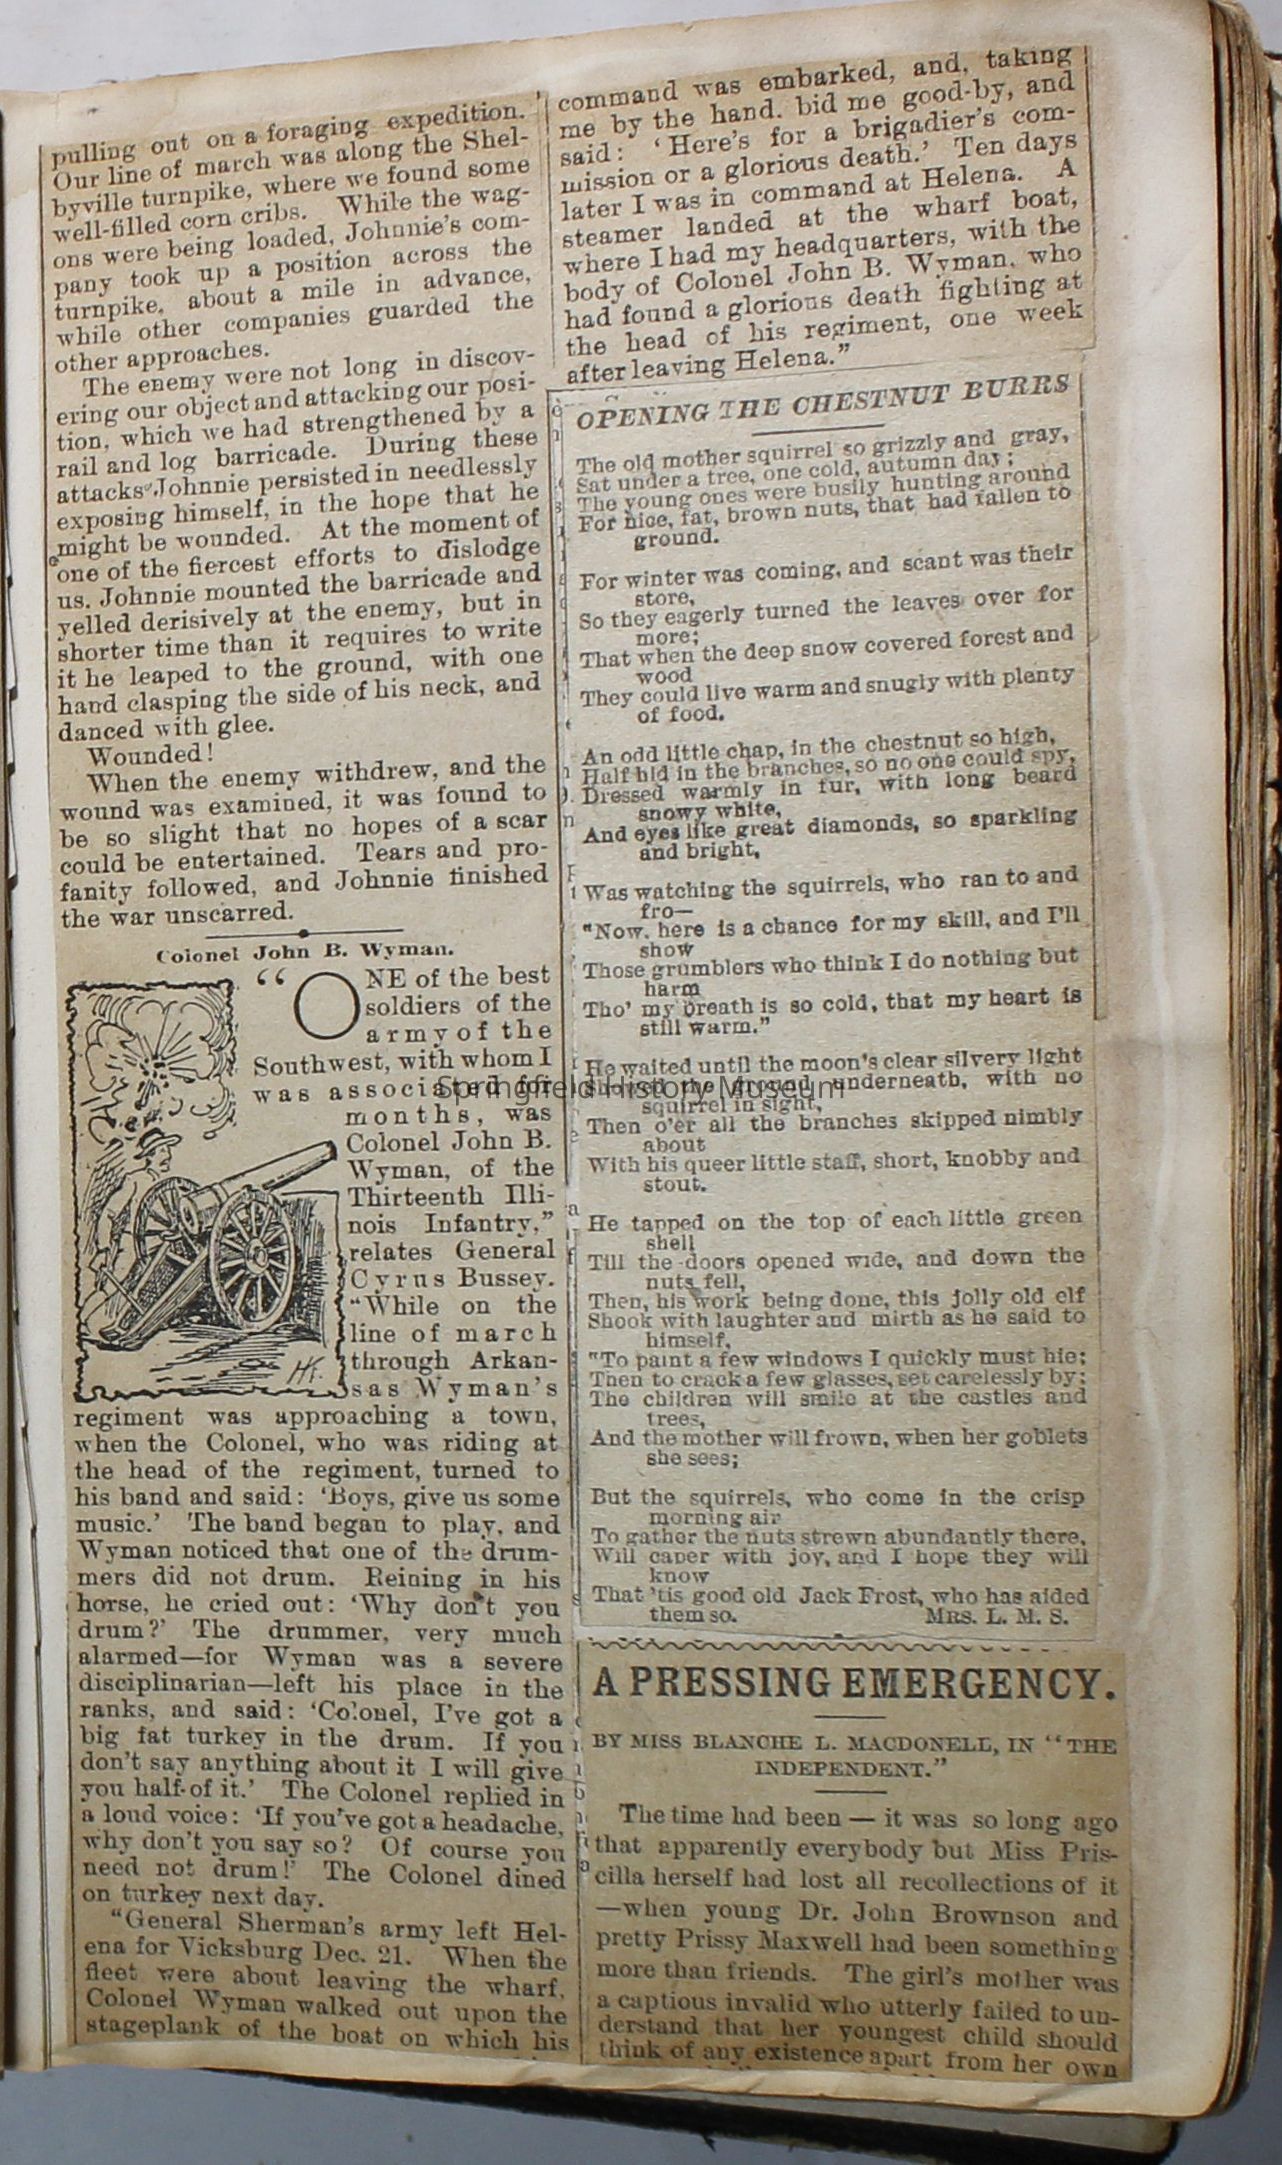 pulling out on a foraging expedition.
Our line of march was along the Shel-
byville turnpike, where we found some
well-filled corn cribs. While the wag-
ons were being loaded, Johnnie's com-
pany took up a position across the
turnpike, about a mile in advance,
while other companies guarded the
other approaches.
The enemy were not long in discov-
ering our object and attacking our posi-
tion, which we had strengthened by a
rail and log barricade. During these
attacks Johnnie persisted in needlessly
exposing himself, in the hope that he
might be wounded. At the moment of
one of the fiercest efforts to dislodge
us, Johnnie mounted the barricade and
yelled derisively at the enemy, but in
shorter time than it requires to write
it he leaped to the ground, with one
hand clasping the side of his neck, and
danced with glee.
Wounded!
When the enemy withdrew, and the
wound was examined, it was found to
be so slight that no hopes of a scar
could be entertained. Tears and pro-
fanity followed, and Johnnie finished
the war unscarred.
Colonel John B. Wyman.
"ONE of the best
soldiers of the
army of the
Southwest, with whom I
was associated for
months, was
Colonel John B.
Wyman, of the
Thirteenth Illi-
nois Infantry,"
relates General
Cyrus Bussey.
"While on the
line of march
through Arkan-
sas Wyman's
HK
regiment was approaching a town,
when the Colonel, who was riding at
the head of the regiment, turned to
his band and said: 'Boys, give us some
music.' The band began to play, and
Wyman noticed that one of the drum-
mers did not drum. Reining in his
horse, he cried out: 'Why don't you
drum?' The drummer, very much
alarmed—for Wyman was a severe
disciplinarian—left his place in the
ranks, and said: 'Colonel, I've got a
big fat turkey in the drum. If you
don't say anything about it I will give
you half of it.' The Colonel replied in
a loud voice: 'If you've got a headache,
why don't you say so? Of course you
need not drum!' The Colonel dined
on turkey next day.
"General Sherman's army left Hel-
ena for Vicksburg Dec. 21. When the
fleet were about leaving the wharf,
Colonel Wyman walked out upon the
stageplank of the boat on which his
command was embarked, and, taking
me by the hand, bid me good-by, and
said: 'Here's for a brigadier's com-
mission or a glorious death.' Ten days
later I was in command at Helena. A
steamer landed at the wharf boat,
where I had my headquarters, with the
body of Colonel John B. Wyman, who
had found a glorious death fighting at
the head of his regiment, one week
after leaving Helena."
OPENING THE CHESTNUT BURRS
The old mother squirrel so grizzly and gray,
Sat under a tree, one cold, autumn day;
The young ones were busily hunting around
For nice, fat, brown nuts, that had fallen to
ground.
For winter was coming, and scant was their
store,
So they eagerly turned the leaves over for
more;
That when the deep snow covered forest and
wood
They could live warm and snugly with plenty
of food.
An odd little chap, in the chestnut so high,
Half hid in the branches, so no one could spy,
Dressed warmly in fur, with long beard
snowy white,
And eyes like great diamonds, so sparkling
and bright,
Was watching the squirrels, who ran to and
fro—
"Now, here is a chance for my skill, and I'll
show
Those grumblers who think I do nothing but
harm
Tho' my breath is so cold, that my heart is
still warm."
He waited until the moon's clear silvery light
Showed the ground underneath, with no
squirrel in sight,
Then o'er all the branches skipped nimbly
about
With his queer little staff, short, knobby and
stout.
He tapped on the top of each little green
shell
Till the doors opened wide, and down the
nuts fell,
Then, his work being done, this jolly old elf
Shook with laughter and mirth as he said to
himself,
"To paint a few windows I quickly must hie;
Then to crack a few glasses, set carelessly by;
The children will smile at the castles and
trees,
And the mother will frown, when her goblets
she sees;
But the squirrels, who come in the crisp
morning air
To gather the nuts strewn abundantly there,
Will caper with joy, and I hope they will
know
That 'tis good old Jack Frost, who has aided
them so. MRS. L. M. S.
A PRESSING EMERGENCY.
BY MISS BLANCHE L. MACDONELL, IN "THE
INDEPENDENT."
The time had been — it was so long ago
that apparently everybody but Miss Pris-
cilla herself had lost all recollections of it
—when young Dr. John Brownson and
pretty Prissy Maxwell had been something
more than friends. The girl's mother was
a captious invalid who utterly failed to un-
derstand that her youngest child should
think of any existence apart from her own
Springfield History Museum